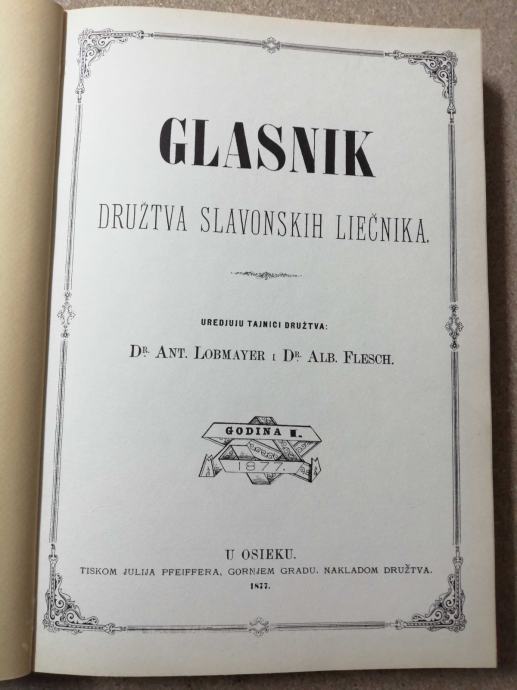 GLASNIK
DRUŽTVA SLAVONSKIH LIEČNIKA.
UREDJUJU TAJNICI DRUŽTVA:
DR. ANT. LOBMAYER I DR. ALB. FLESCH.
GODINA I.
1877.
U OSIEKU.
TISKOM JULIJA PFEIFFERA, GORNJEM GRADU. NAKLADOM DRUŽTVA.
1877.